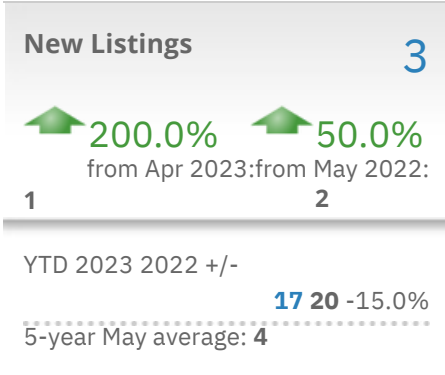 New Listings 3
200.0% 50.0%
from Apr 2023:from May 2022:
1 2
YTD 2023 2022 +/-
17 20 -15.0%
5-year May average: 4